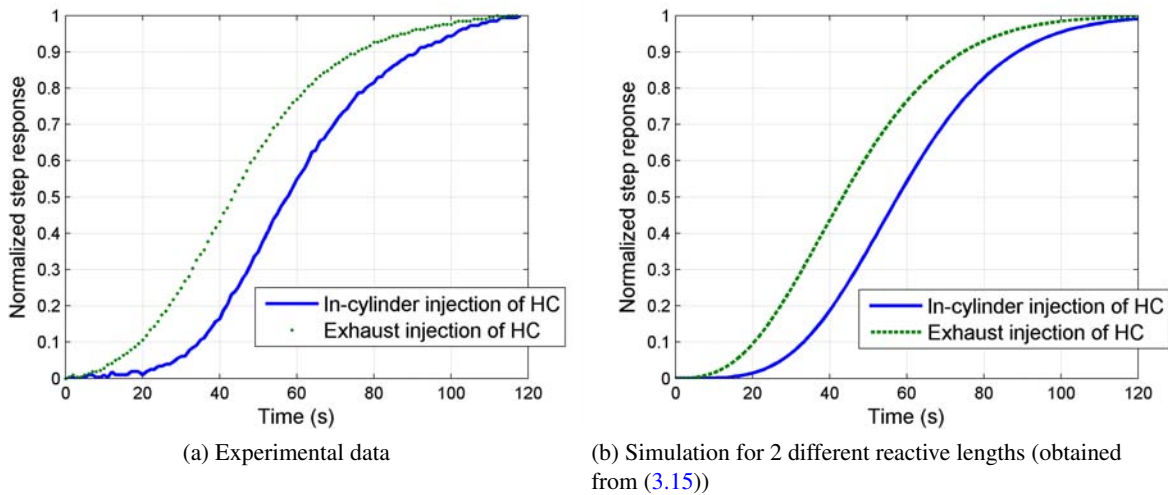 1
0.9
0.8
0.7
0.6
0.5
0.4
0.3
0.2
0.1
0
Normalized step response
0 20 40 60 80 100 120
Time (s)
In-cylinder injection of HC
Exhaust injection of HC
(a) Experimental data
1
0.9
0.8
0.7
0.6
0.5
0.4
0.3
0.2
0.1
0
Normalized step reponse
0 20 40 60 80 100 120
Time (s)
In-cylinder injection of HC
Exhaust injection of HC
(b) Simulation for 2 different reactive lengths (obtained
from (3.15))